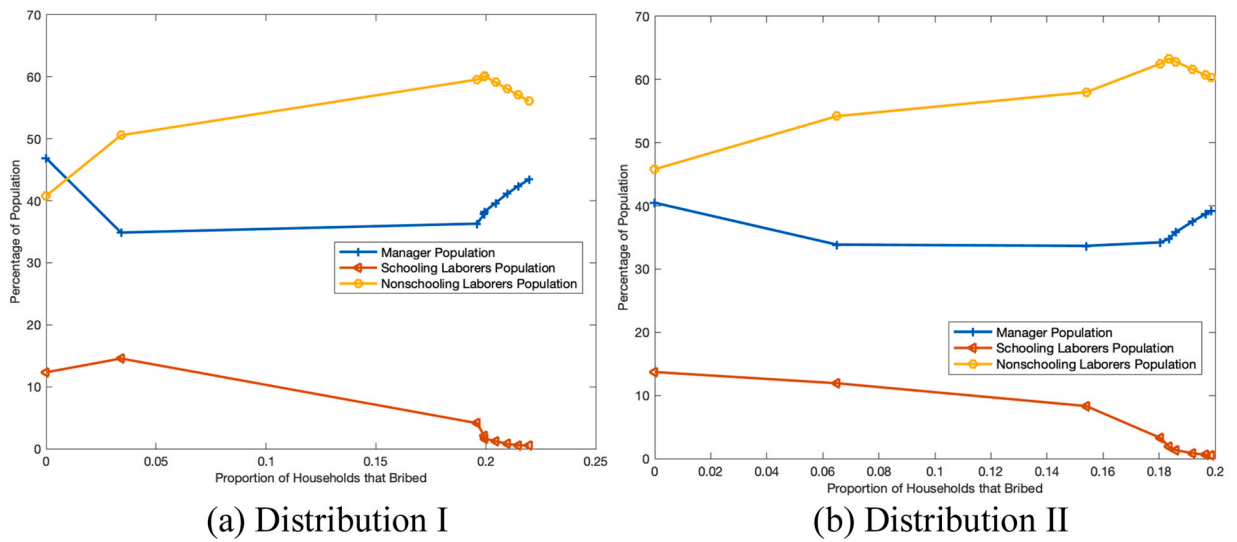 70
60
50
40
30
20
10
0
Percentage of Population
0
0.05
0.1
0.15
0.2
0.25
Proportion of Households that Bribed
Manager Population
Schooling Laborers Population
Nonschooling Laborers Population
(a) Distribution I
70
60
50
40
30
20
10
0
Percentage of Population
0
0.02
0.04
0.06
0.08
0.1
0.12
0.14
0.16
0.18
0.2
Proportion of Households that Bribed
Manager Population
Schooling Laborers Population
Nonschooling Laborers Population
(b) Distribution II